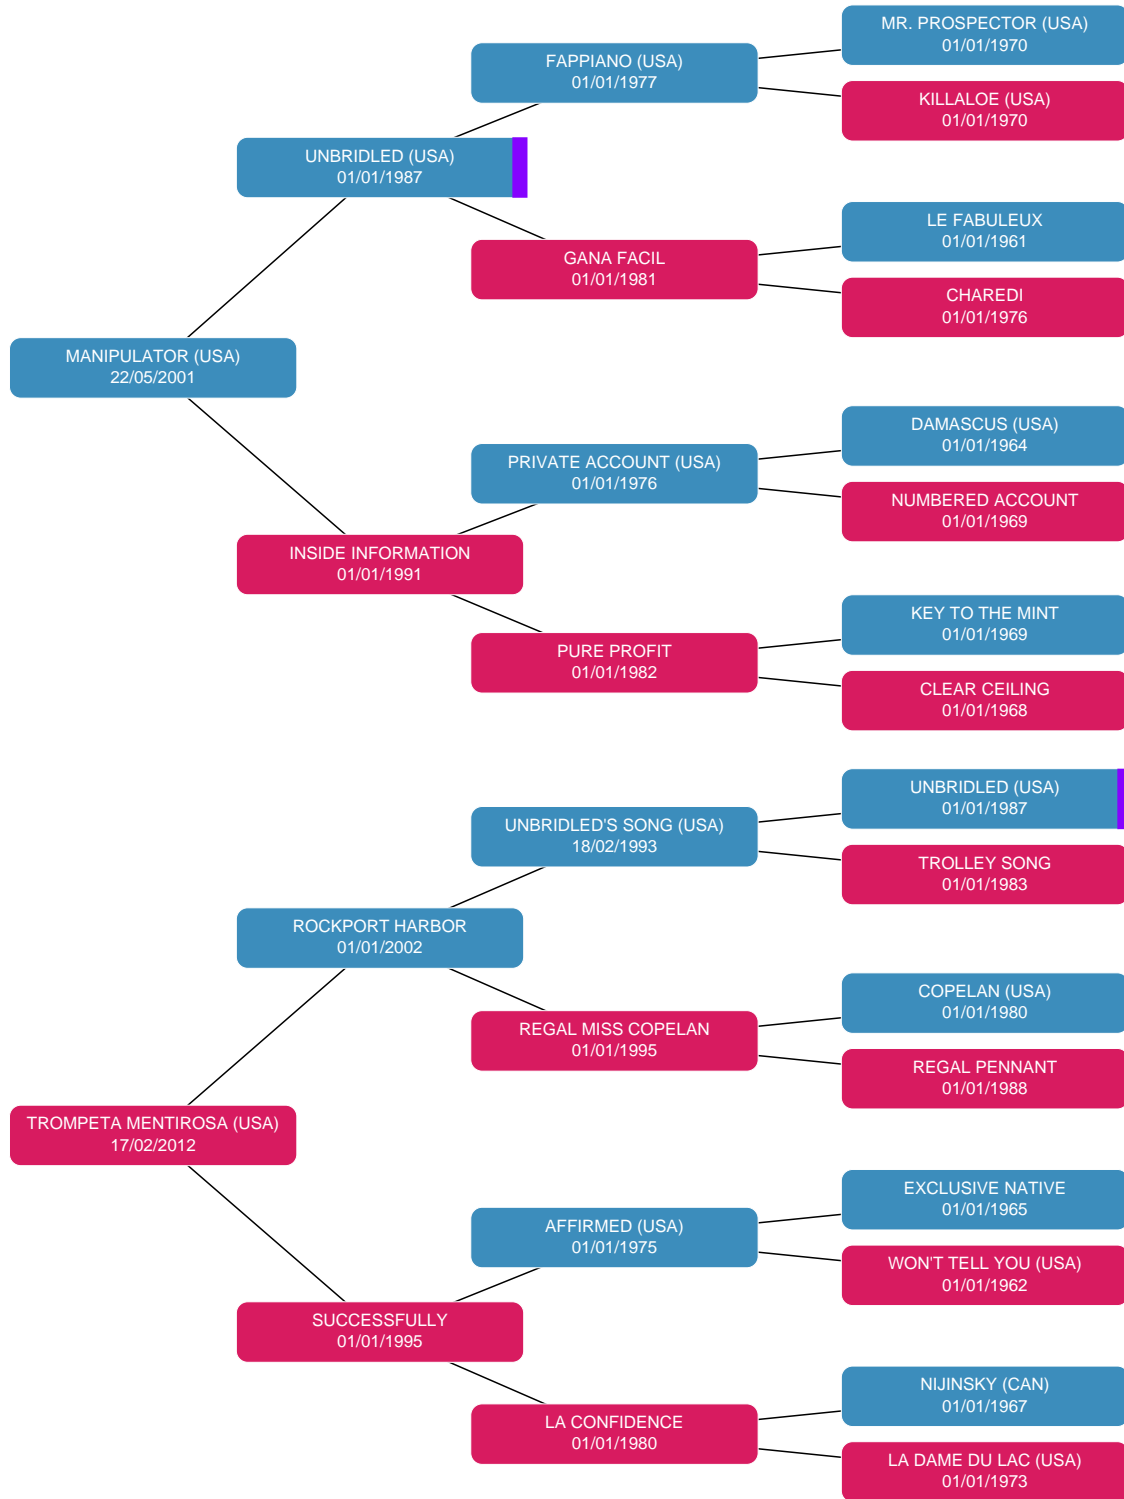 MR. PROSPECTOR (USA)
01/01/1970
FAPPIANO (USA)
01/01/1977
KILLALOE (USA)
01/01/1970
UNBRIDLED (USA)
01/01/1987
LE FABULEUX
01/01/1961
GANA FACIL
01/01/1981
CHAREDI
01/01/1976
MANIPULATOR (USA)
22/05/2001
DAMASCUS (USA)
01/01/1964
PRIVATE ACCOUNT (USA)
01/01/1976
NUMBERED ACCOUNT
01/01/1969
INSIDE INFORMATION
01/01/1991
KEY TO THE MINT
01/01/1969
PURE PROFIT
01/01/1982
CLEAR CEILING
01/01/1968
UNBRIDLED (USA)
01/01/1987
UNBRIDLED'S SONG (USA)
18/02/1993
TROLLEY SONG
01/01/1983
ROCKPORT HARBOR
01/01/2002
COPELAN (USA)
01/01/1980
REGAL MISS COPELAN
01/01/1995
REGAL PENNANT
01/01/1988
TROMPETA MENTIROSA (USA)
17/02/2012
EXCLUSIVE NATIVE
01/01/1965
AFFIRMED (USA)
01/01/1975
WON'T TELL YOU (USA)
01/01/1962
SUCCESSFULLY
01/01/1995
NIJINSKY (CAN)
01/01/1967
LA CONFIDENCE
01/01/1980
LA DAME DU LAC (USA)
01/01/1973